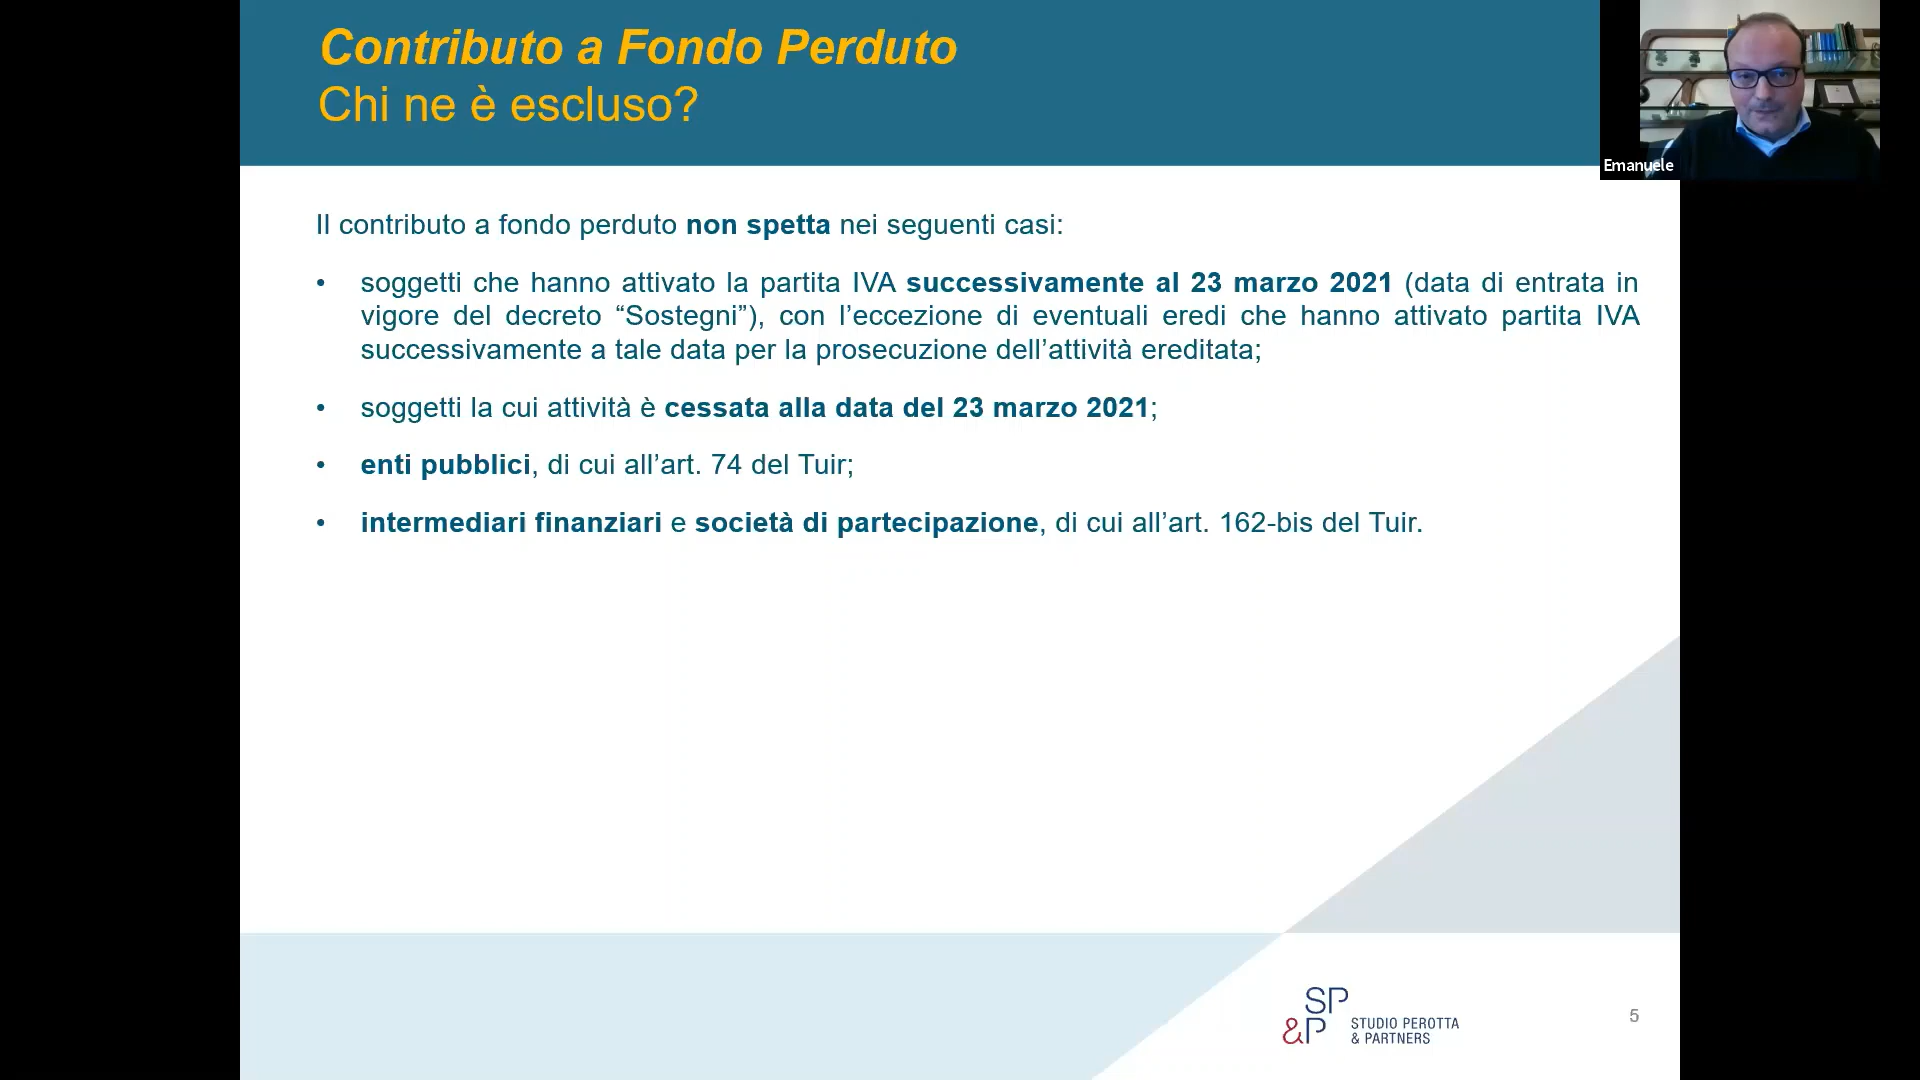 Contributo a Fondo Perduto
Chi ne è escluso?
Emanuele
Il contributo a fondo perduto non spetta nei seguenti casi:
• soggetti che hanno attivato la partita IVA successivamente al 23 marzo 2021 (data di entrata in
vigore del decreto “Sostegni”), con l’eccezione di eventuali eredi che hanno attivato partita IVA
successivamente a tale data per la prosecuzione dell’attività ereditata;
• soggetti la cui attività è cessata alla data del 23 marzo 2021;
• enti pubblici, di cui all’art. 74 del Tuir;
• intermediari finanziari e società di partecipazione, di cui all’art. 162-bis del Tuir.
SP
&P
STUDIO PEROTTA
& PARTNERS
5